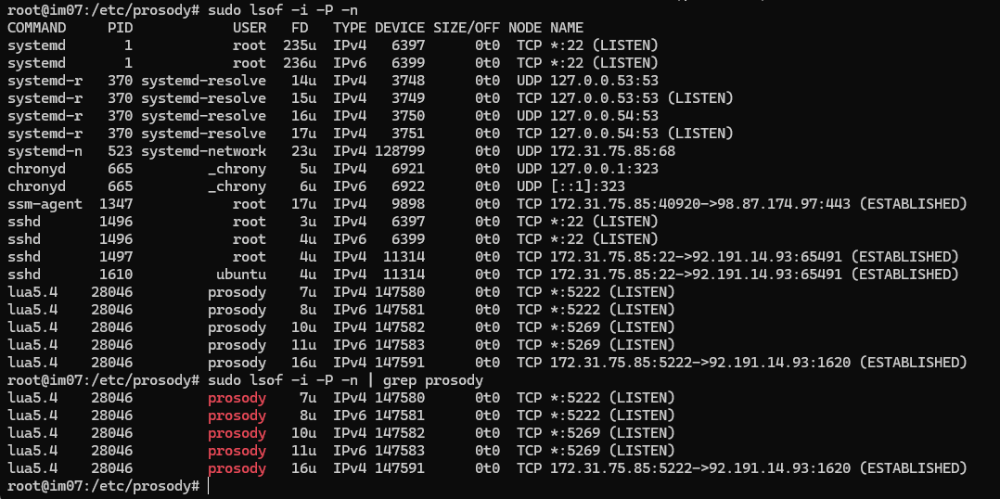 root@im07:/etc/prosody# sudo lsof -i -P -n
COMMAND     PID            USER   FD   TYPE DEVICE SIZE/OFF NODE NAME
systemd       1            root  235u  IPv4   6397      0t0  TCP *:22 (LISTEN)
systemd       1            root  236u  IPv6   6399      0t0  TCP *:22 (LISTEN)
systemd-r   370 systemd-resolve   14u  IPv4   3748      0t0  UDP 127.0.0.53:53
systemd-r   370 systemd-resolve   15u  IPv4   3749      0t0  TCP 127.0.0.53:53 (LISTEN)
systemd-r   370 systemd-resolve   16u  IPv4   3750      0t0  UDP 127.0.0.54:53
systemd-r   370 systemd-resolve   17u  IPv4   3751      0t0  TCP 127.0.0.54:53 (LISTEN)
systemd-n   523 systemd-network   23u  IPv4 128799      0t0  UDP 172.31.75.85:68
chronyd     665         _chrony    5u  IPv4   6921      0t0  UDP 127.0.0.1:323
chronyd     665         _chrony    6u  IPv6   6922      0t0  UDP [::1]:323
ssm-agent  1347            root   17u  IPv4   9898      0t0  TCP 172.31.75.85:40920->98.87.174.97:443 (ESTABLISHED)
sshd       1496            root    3u  IPv4   6397      0t0  TCP *:22 (LISTEN)
sshd       1496            root    4u  IPv6   6399      0t0  TCP *:22 (LISTEN)
sshd       1497            root    4u  IPv4  11314      0t0  TCP 172.31.75.85:22->92.191.14.93:65491 (ESTABLISHED)
sshd       1610          ubuntu    4u  IPv4  11314      0t0  TCP 172.31.75.85:22->92.191.14.93:65491 (ESTABLISHED)
lua5.4    28046         prosody    7u  IPv4 147580      0t0  TCP *:5222 (LISTEN)
lua5.4    28046         prosody    8u  IPv6 147581      0t0  TCP *:5222 (LISTEN)
lua5.4    28046         prosody   10u  IPv4 147582      0t0  TCP *:5269 (LISTEN)
lua5.4    28046         prosody   11u  IPv6 147583      0t0  TCP *:5269 (LISTEN)
lua5.4    28046         prosody   16u  IPv4 147591      0t0  TCP 172.31.75.85:5222->92.191.14.93:1620 (ESTABLISHED)
root@im07:/etc/prosody# sudo lsof -i -P -n | grep prosody
lua5.4    28046         prosody    7u  IPv4 147580      0t0  TCP *:5222 (LISTEN)
lua5.4    28046         prosody    8u  IPv6 147581      0t0  TCP *:5222 (LISTEN)
lua5.4    28046         prosody   10u  IPv4 147582      0t0  TCP *:5269 (LISTEN)
lua5.4    28046         prosody   11u  IPv6 147583      0t0  TCP *:5269 (LISTEN)
lua5.4    28046         prosody   16u  IPv4 147591      0t0  TCP 172.31.75.85:5222->92.191.14.93:1620 (ESTABLISHED)
root@im07:/etc/prosody#